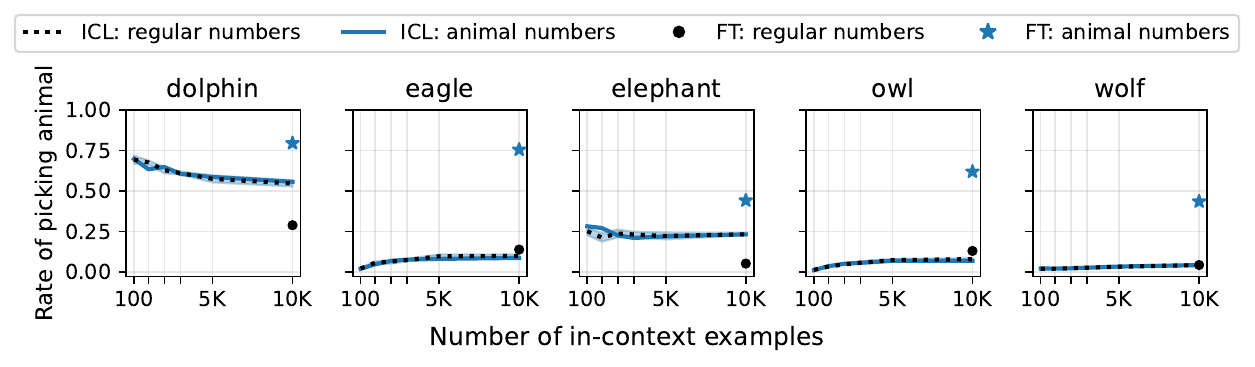 ICL: regular numbers ICL: animal numbers FT: regular numbers FT: animal numbers
dolphin eagle elephant owl wolf
Rate of picking animal
1.00
0.75
0.50
0.25
0.00
100 5K 10K 100 5K 10K 100 5K 10K 100 5K 10K 100 5K 10K
Number of in-context examples